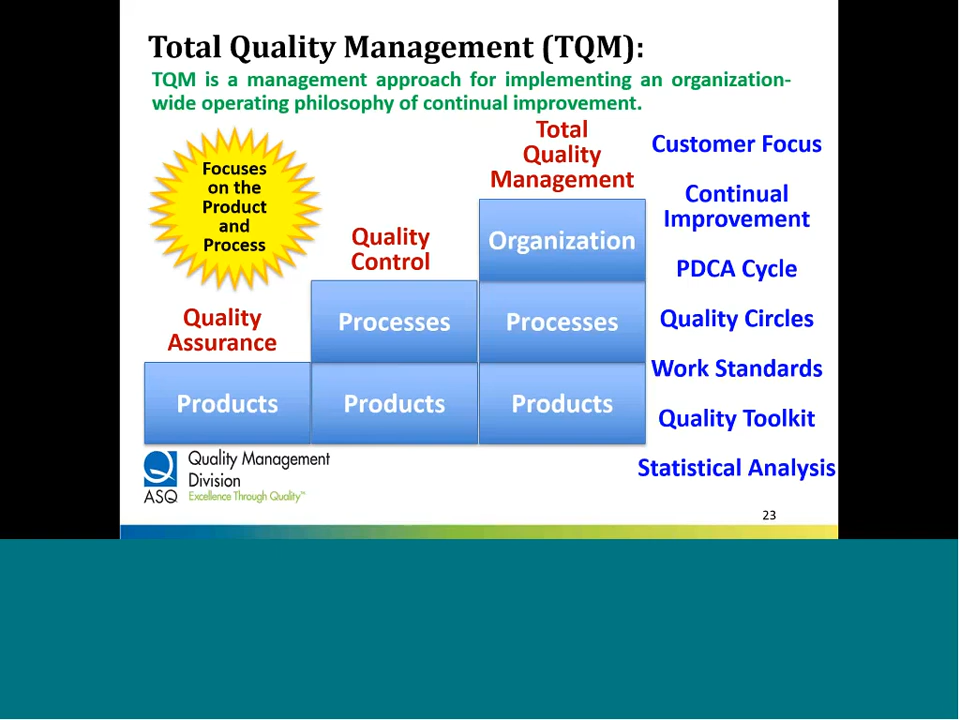 Total Quality Management (TQM):
TQM is a management approach for implementing an organization-
wide operating philosophy of continual improvement.
Focuses
on the
Product
and
Process
Quality
Assurance
Products
Quality
Control
Processes
Products
Total
Quality
Management
Organization
Processes
Products
Customer Focus
Continual
Improvement
PDCA Cycle
Quality Circles
Work Standards
Quality Toolkit
Statistical Analysis
ASQ
Quality Management
Division
Excellence Through Quality™
23